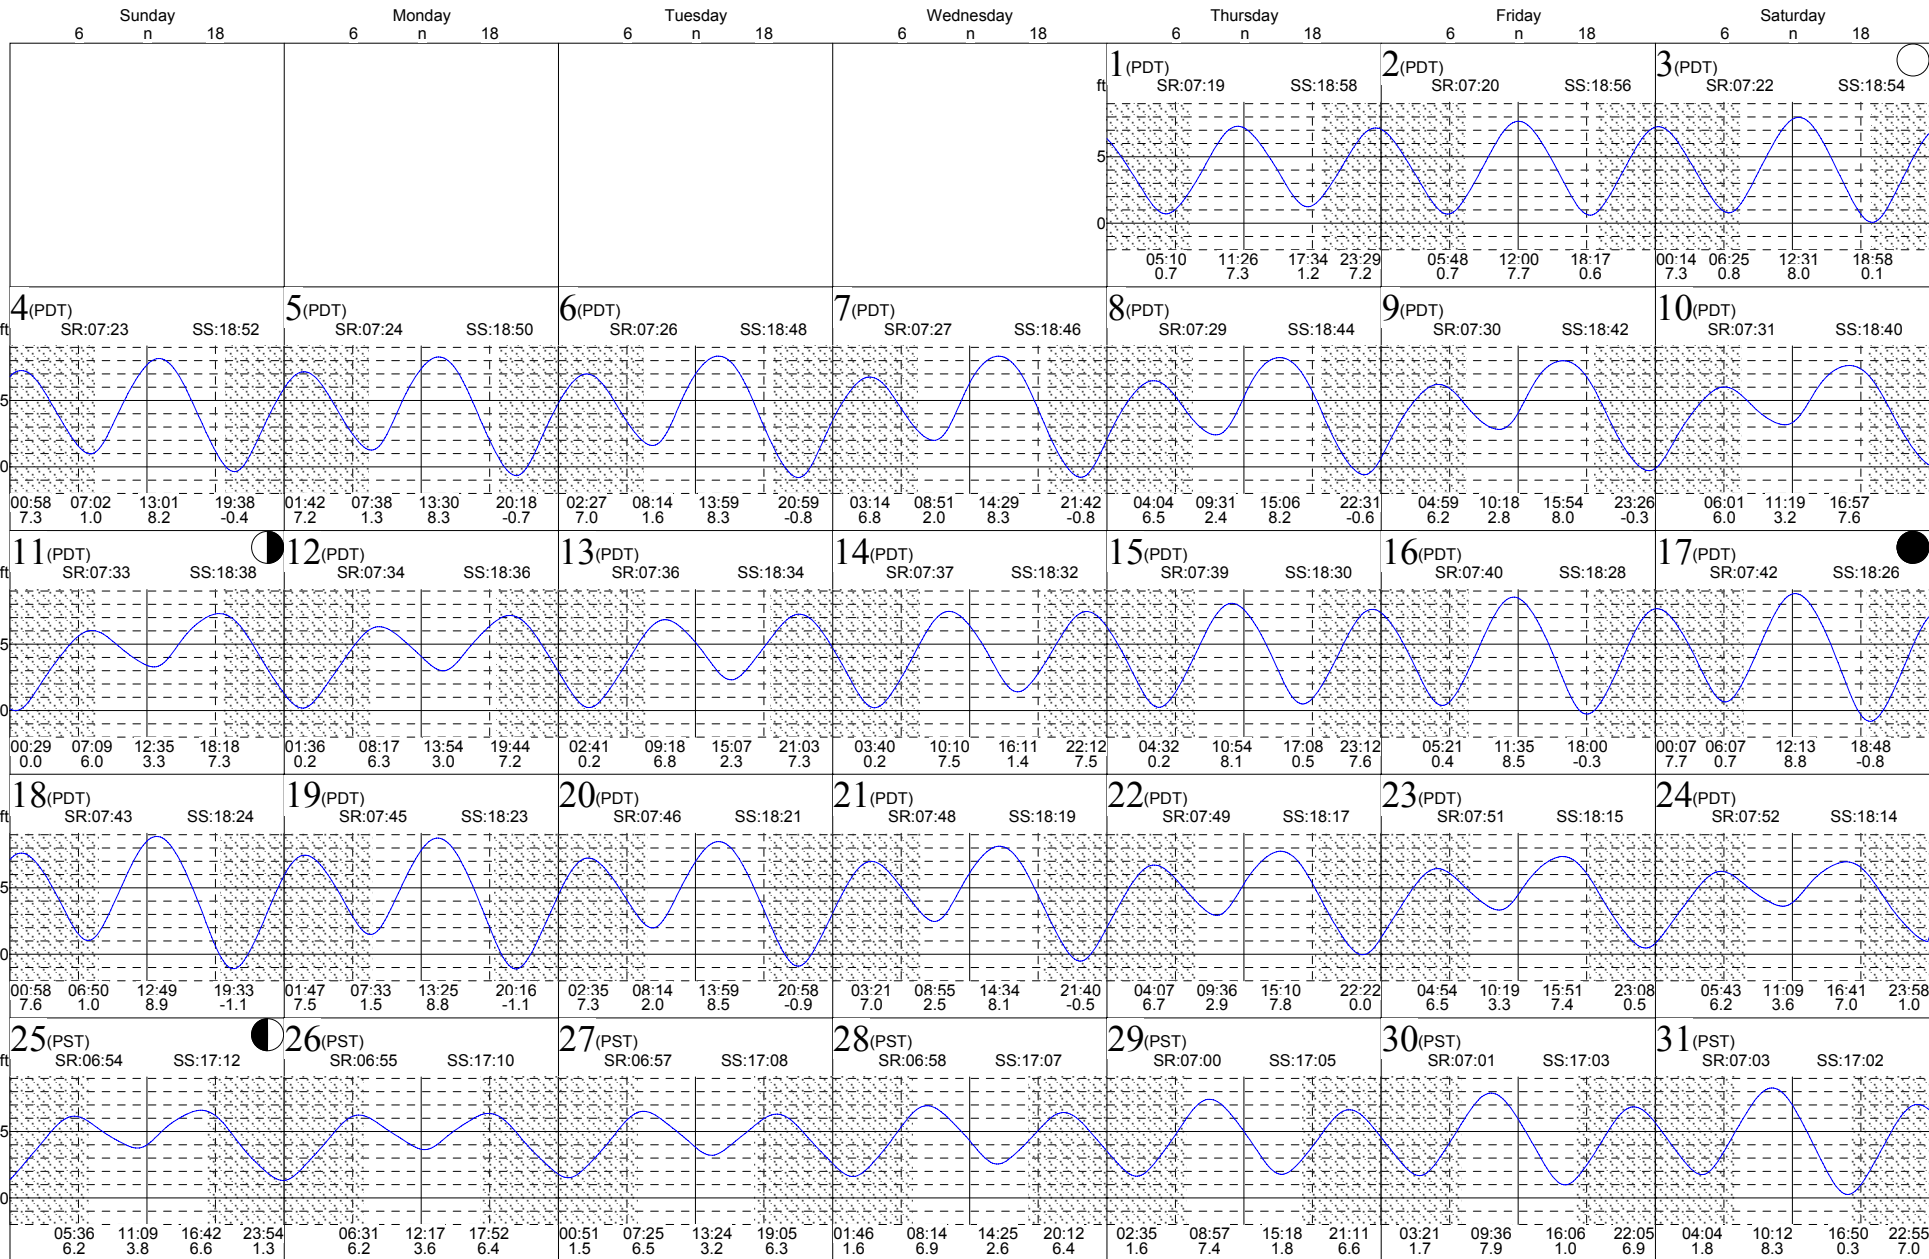 Sunday Monday Tuesday Wednesday Thursday Friday Saturday
6 n 18 6 n 18 6 n 18 6 n 18 6 n 18 6 n 18 6 n 18
1(PDT) 2(PDT) 3(PDT)
ft SR:07:19 SS:18:58 SR:07:20 SS:18:56 SR:07:22 SS:18:54
5
0
05:10 11:26 17:34 23:29 05:48 12:00 18:17 00:14 06:25 12:31 18:58
0.7 7.3 1.2 7.2 0.7 7.7 0.6 7.3 0.8 8.0 0.1
4(PDT) 5(PDT) 6(PDT) 7(PDT) 8(PDT) 9(PDT) 10(PDT)
ft SR:07:23 SS:18:52 SR:07:24 SS:18:50 SR:07:26 SS:18:48 SR:07:27 SS:18:46 SR:07:29 SS:18:44 SR:07:30 SS:18:42 SR:07:31 SS:18:40
5
0
00:58 07:02 13:01 19:38 01:42 07:38 13:30 20:18 02:27 08:14 13:59 20:59 03:14 08:51 14:29 21:42 04:04 09:31 15:06 22:31 04:59 10:18 15:54 23:26 06:01 11:19 16:57
7.3 1.0 8.2 -0.4 7.2 1.3 8.3 -0.7 7.0 1.6 8.3 -0.8 6.8 2.0 8.3 -0.8 6.5 2.4 8.2 -0.6 6.2 2.8 8.0 -0.3 6.0 3.2 7.6
11(PDT) 12(PDT) 13(PDT) 14(PDT) 15(PDT) 16(PDT) 17(PDT)
ft SR:07:33 SS:18:38 SR:07:34 SS:18:36 SR:07:36 SS:18:34 SR:07:37 SS:18:32 SR:07:39 SS:18:30 SR:07:40 SS:18:28 SR:07:42 SS:18:26
5
0
00:29 07:09 12:35 18:18 01:36 08:17 13:54 19:44 02:41 09:18 15:07 21:03 03:40 10:10 16:11 22:12 04:32 10:54 17:08 23:12 05:21 11:35 18:00 00:07 06:07 12:13 18:48
0.0 6.0 3.3 7.3 0.2 6.3 3.0 7.2 0.2 6.8 2.3 7.3 0.2 7.5 1.4 7.5 0.2 8.1 0.5 7.6 0.4 8.5 -0.3 7.7 0.7 8.8 -0.8
18(PDT) 19(PDT) 20(PDT) 21(PDT) 22(PDT) 23(PDT) 24(PDT)
ft SR:07:43 SS:18:24 SR:07:45 SS:18:23 SR:07:46 SS:18:21 SR:07:48 SS:18:19 SR:07:49 SS:18:17 SR:07:51 SS:18:15 SR:07:52 SS:18:14
5
0
00:58 06:50 12:49 19:33 01:47 07:33 13:25 20:16 02:35 08:14 13:59 20:58 03:21 08:55 14:34 21:40 04:07 09:36 15:10 22:22 04:54 10:19 15:51 23:08 05:43 11:09 16:41 23:58
7.6 1.0 8.9 -1.1 7.5 1.5 8.8 -1.1 7.3 2.0 8.5 -0.9 7.0 2.5 8.1 -0.5 6.7 2.9 7.8 0.0 6.5 3.3 7.4 0.5 6.2 3.6 7.0 1.0
25(PST) 26(PST) 27(PST) 28(PST) 29(PST) 30(PST) 31(PST)
ft SR:06:54 SS:17:12 SR:06:55 SS:17:10 SR:06:57 SS:17:08 SR:06:58 SS:17:07 SR:07:00 SS:17:05 SR:07:01 SS:17:03 SR:07:03 SS:17:02
5
0
05:36 11:09 16:42 23:54 06:31 12:17 17:52 00:51 07:25 13:24 19:05 01:46 08:14 14:25 20:12 02:35 08:57 15:18 21:11 03:21 09:36 16:06 22:05 04:04 10:12 16:50 22:55
6.2 3.8 6.6 1.3 6.2 3.6 6.4 1.5 6.5 3.2 6.3 1.6 6.9 2.6 6.4 1.6 7.4 1.8 6.6 1.7 7.9 1.0 6.9 1.8 8.3 0.3 7.0